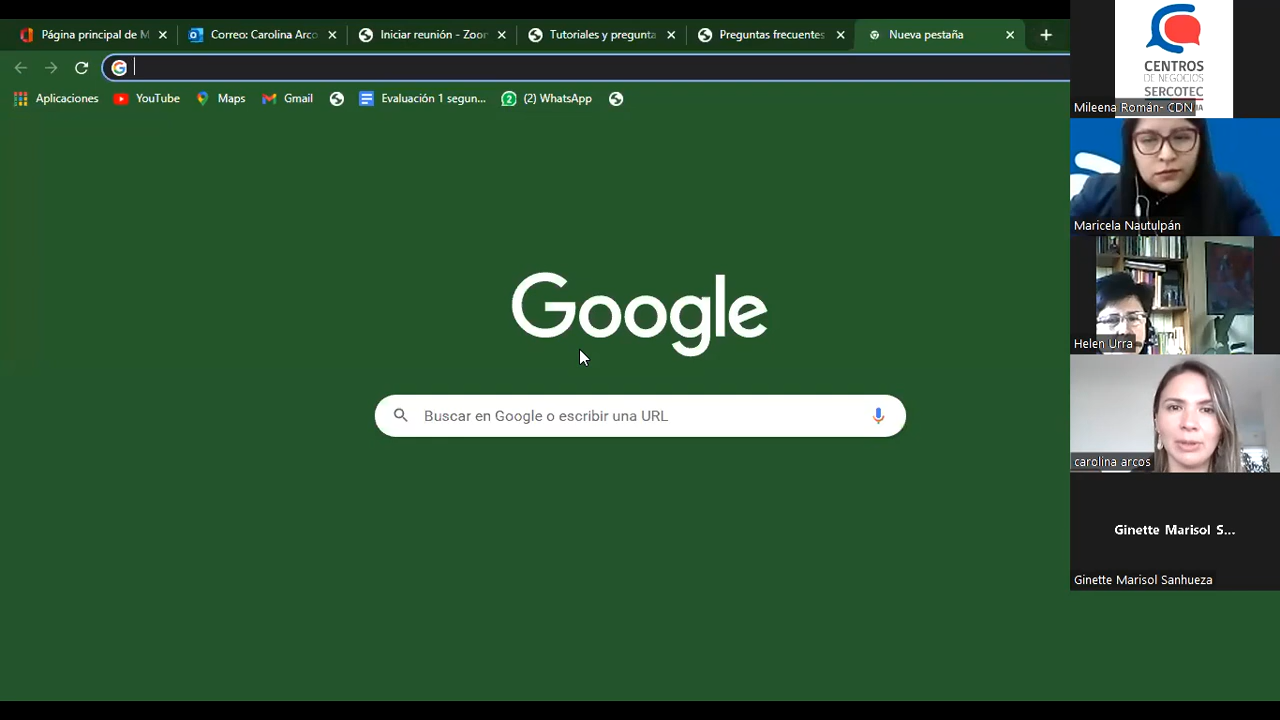 Página principal de M
Correo: Carolina Arco
Iniciar reunión - Zoom
Tutoriales y pregunta
Preguntas frecuentes
Nueva pestaña
Aplicaciones
YouTube
Maps
Gmail
Evaluación 1 segun...
(2) WhatsApp
Google
Buscar en Google o escribir una URL
CENTROS
DE NEGOCIOS
SERCOTEC
Mileena Román- CDN
Maricela Nautulpán
Helen Urra
carolina arcos
Ginette Marisol S...
Ginette Marisol Sanhueza